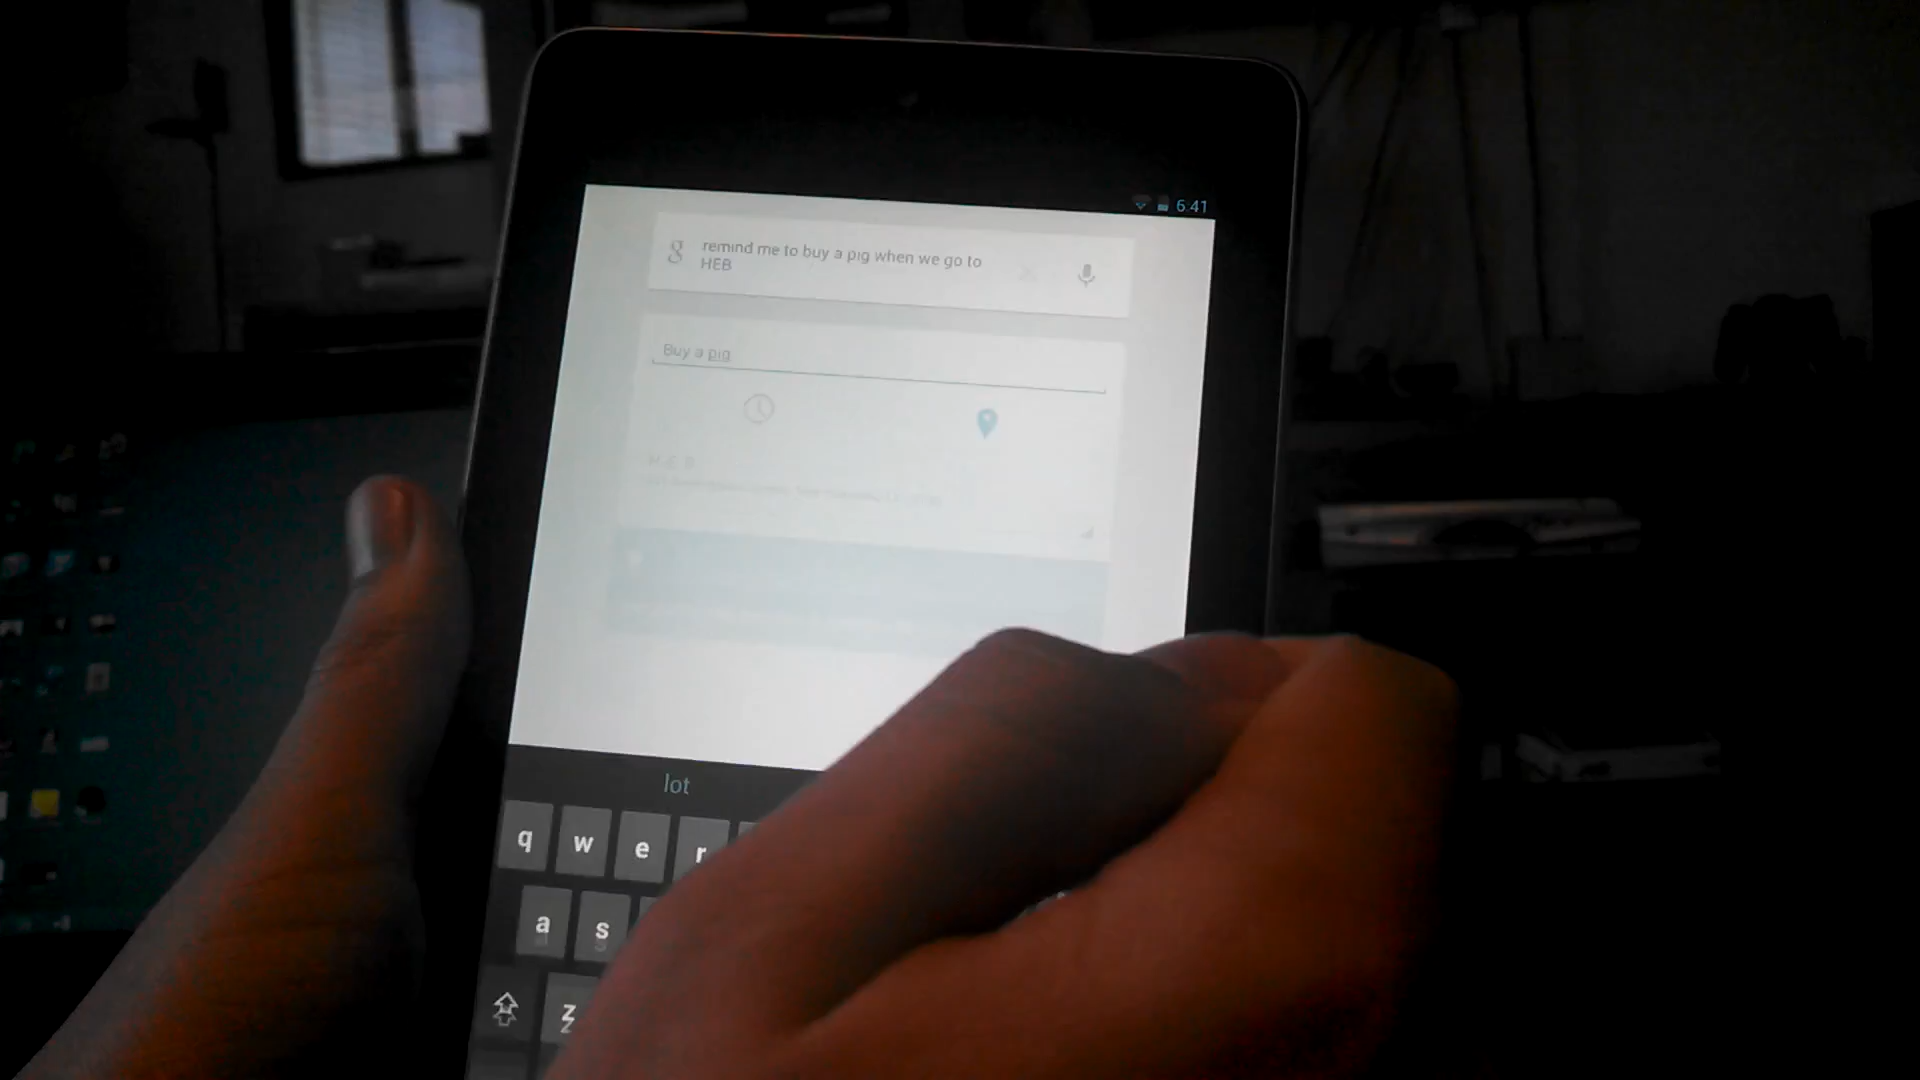 6:41
g remind me to buy a pig when we go to
HEB
Buy a pig
lot
q w e r
a s
z